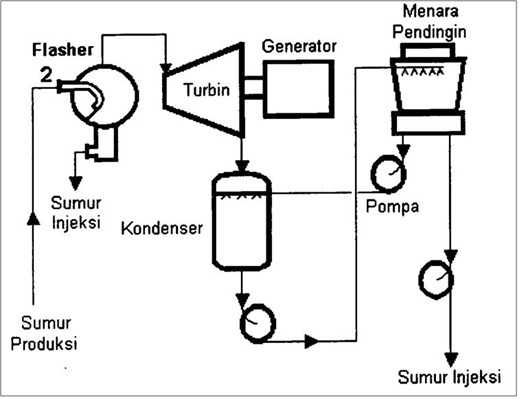 Menara
Pendingin
Flasher
Generator
2
Turbin
Sumur
Injeksi
Pompa
Kondenser
Sumur
Produksi
Sumur Injeksi